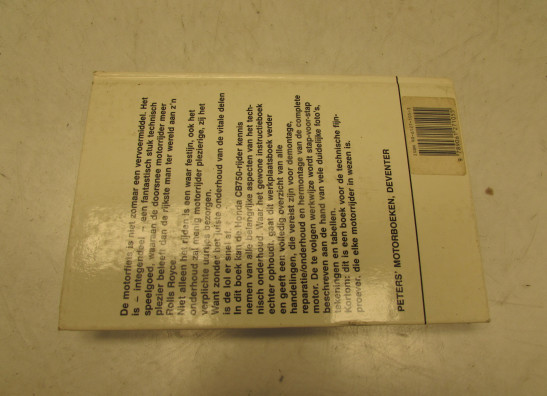 De motorfiets is niet zomaar een vervoermiddel. Het
is – integendeel – een fantastisch stuk technisch
speelgoed, waaraan de doorsnee motorrijder meer
plezier beleeft dan de rijkste man ter wereld aan z'n
Rolls Royce.
Niet alleen het rijden is een waar festijn, ook het
onderhoud zal de motorrijder plezierige, zij het
verplichte uurtjes bezorgen.
Want zonder het juiste onderhoud van de vitale delen
is de lol er snel af.
In dit boek kan de Honda CB750-rijder kennis
nemen van alle belangrijke aspecten van het tech-
nisch onderhoud. Waar het gewone instructieboek
echter ophoudt, gaat dit werkplaatsboek verder
en geeft een volledig overzicht van alle
handelingen, die vereist zijn voor demontage,
reparatie/onderhoud en hermontage van de complete
motor. De te volgen werkwijze wordt stap-voor-stap
beschreven aan de hand van vele duidelijke foto's,
tekeningen en tabellen.
Kortom: dit is een boek voor de technische fijn-
proever, die elke motorrijder in wezen is.
PETERS' MOTORBOEKEN, DEVENTER